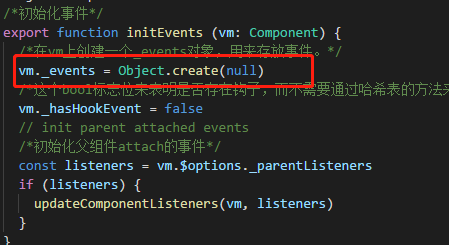 /*初始化事件*/
export function initEvents (vm: Component) {
/*在vm上创建一个_events对象，用来存放事件。*/
vm._events = Object.create(null)
/*这个bool标志位来表明是否存在钩子，而不需要通过哈希表的方法来
vm._hasHookEvent = false
// init parent attached events
/*初始化父组件attach的事件*/
const listeners = vm.$options._parentListeners
if (listeners) {
updateComponentListeners(vm, listeners)
}
}